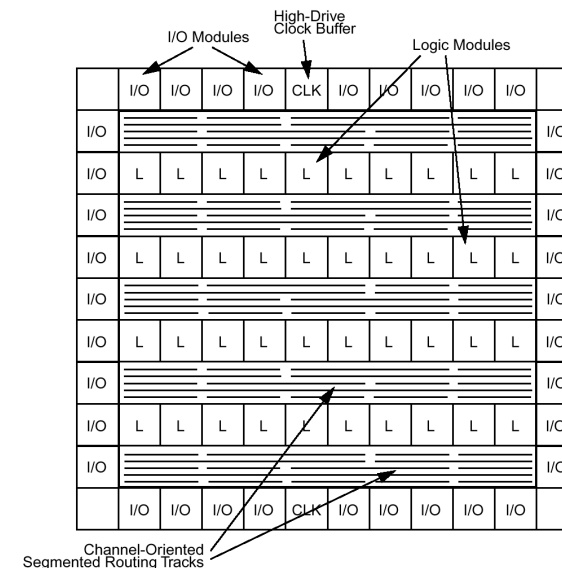 High-Drive
Clock Buffer
I/O Modules
Logic Modules
I/O I/O I/O I/O CLK I/O I/O I/O I/O I/O
I/O I/O
I/O L L L L L L L L L L I/O
I/O I/O
I/O L L L L L L L L L L I/O
I/O I/O
I/O L L L L L L L L L L I/O
I/O I/O
I/O L L L L L L L L L L I/O
I/O I/O
I/O I/O I/O I/O CLK I/O I/O I/O I/O I/O
Channel-Oriented
Segmented Routing Tracks